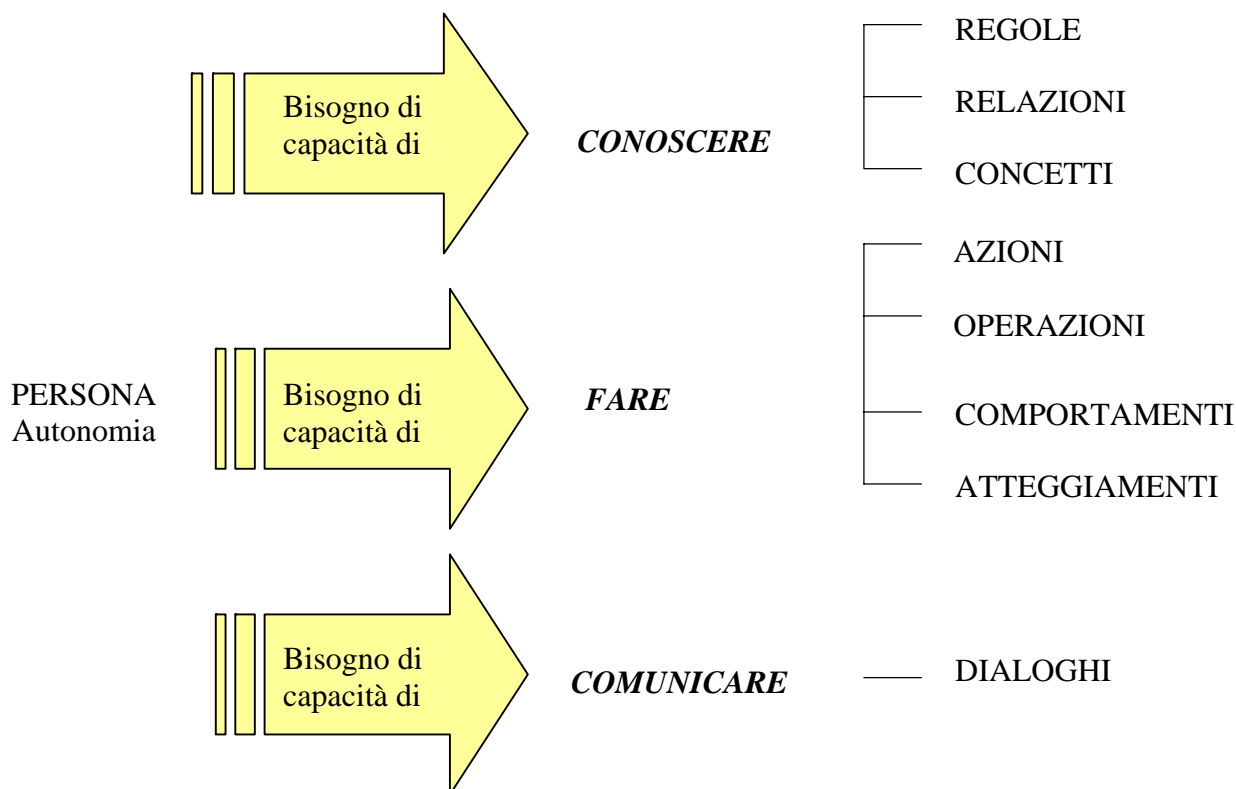 REGOLE
Bisogno di
capacità di
CONOSCERE
RELAZIONI
CONCETTI
AZIONI
OPERAZIONI
PERSONA
Autonomia
Bisogno di
capacità di
FARE
COMPORTAMENTI
ATTEGGIAMENTI
Bisogno di
capacità di
COMUNICARE
DIALOGHI